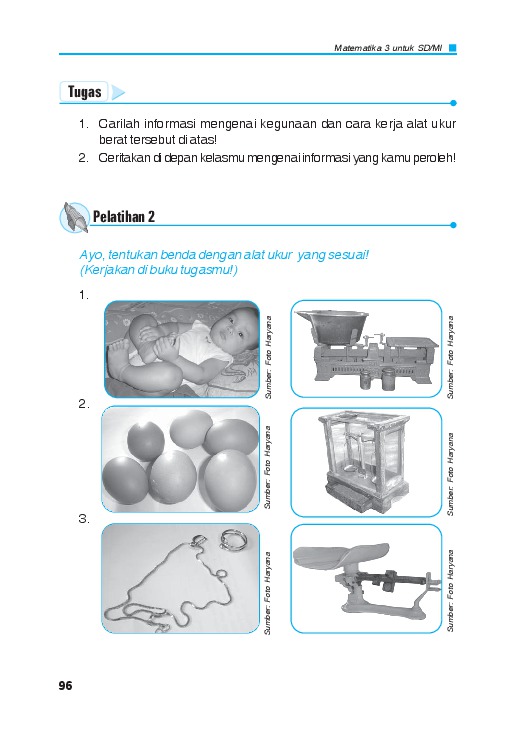 Matematika 3 untuk SD/MI
Tugas
1. Carilah informasi mengenai kegunaan dan cara kerja alat ukur
berat tersebut di atas!
2. Ceritakan di depan kelasmu mengenai informasi yang kamu peroleh!
Pelatihan 2
Ayo, tentukan benda dengan alat ukur yang sesuai!
(Kerjakan di buku tugasmu!)
1.
Sumber: Foto Haryana
Sumber: Foto Haryana
2.
Sumber: Foto Haryana
Sumber: Foto Haryana
3.
Sumber: Foto Haryana
Sumber: Foto Haryana
96